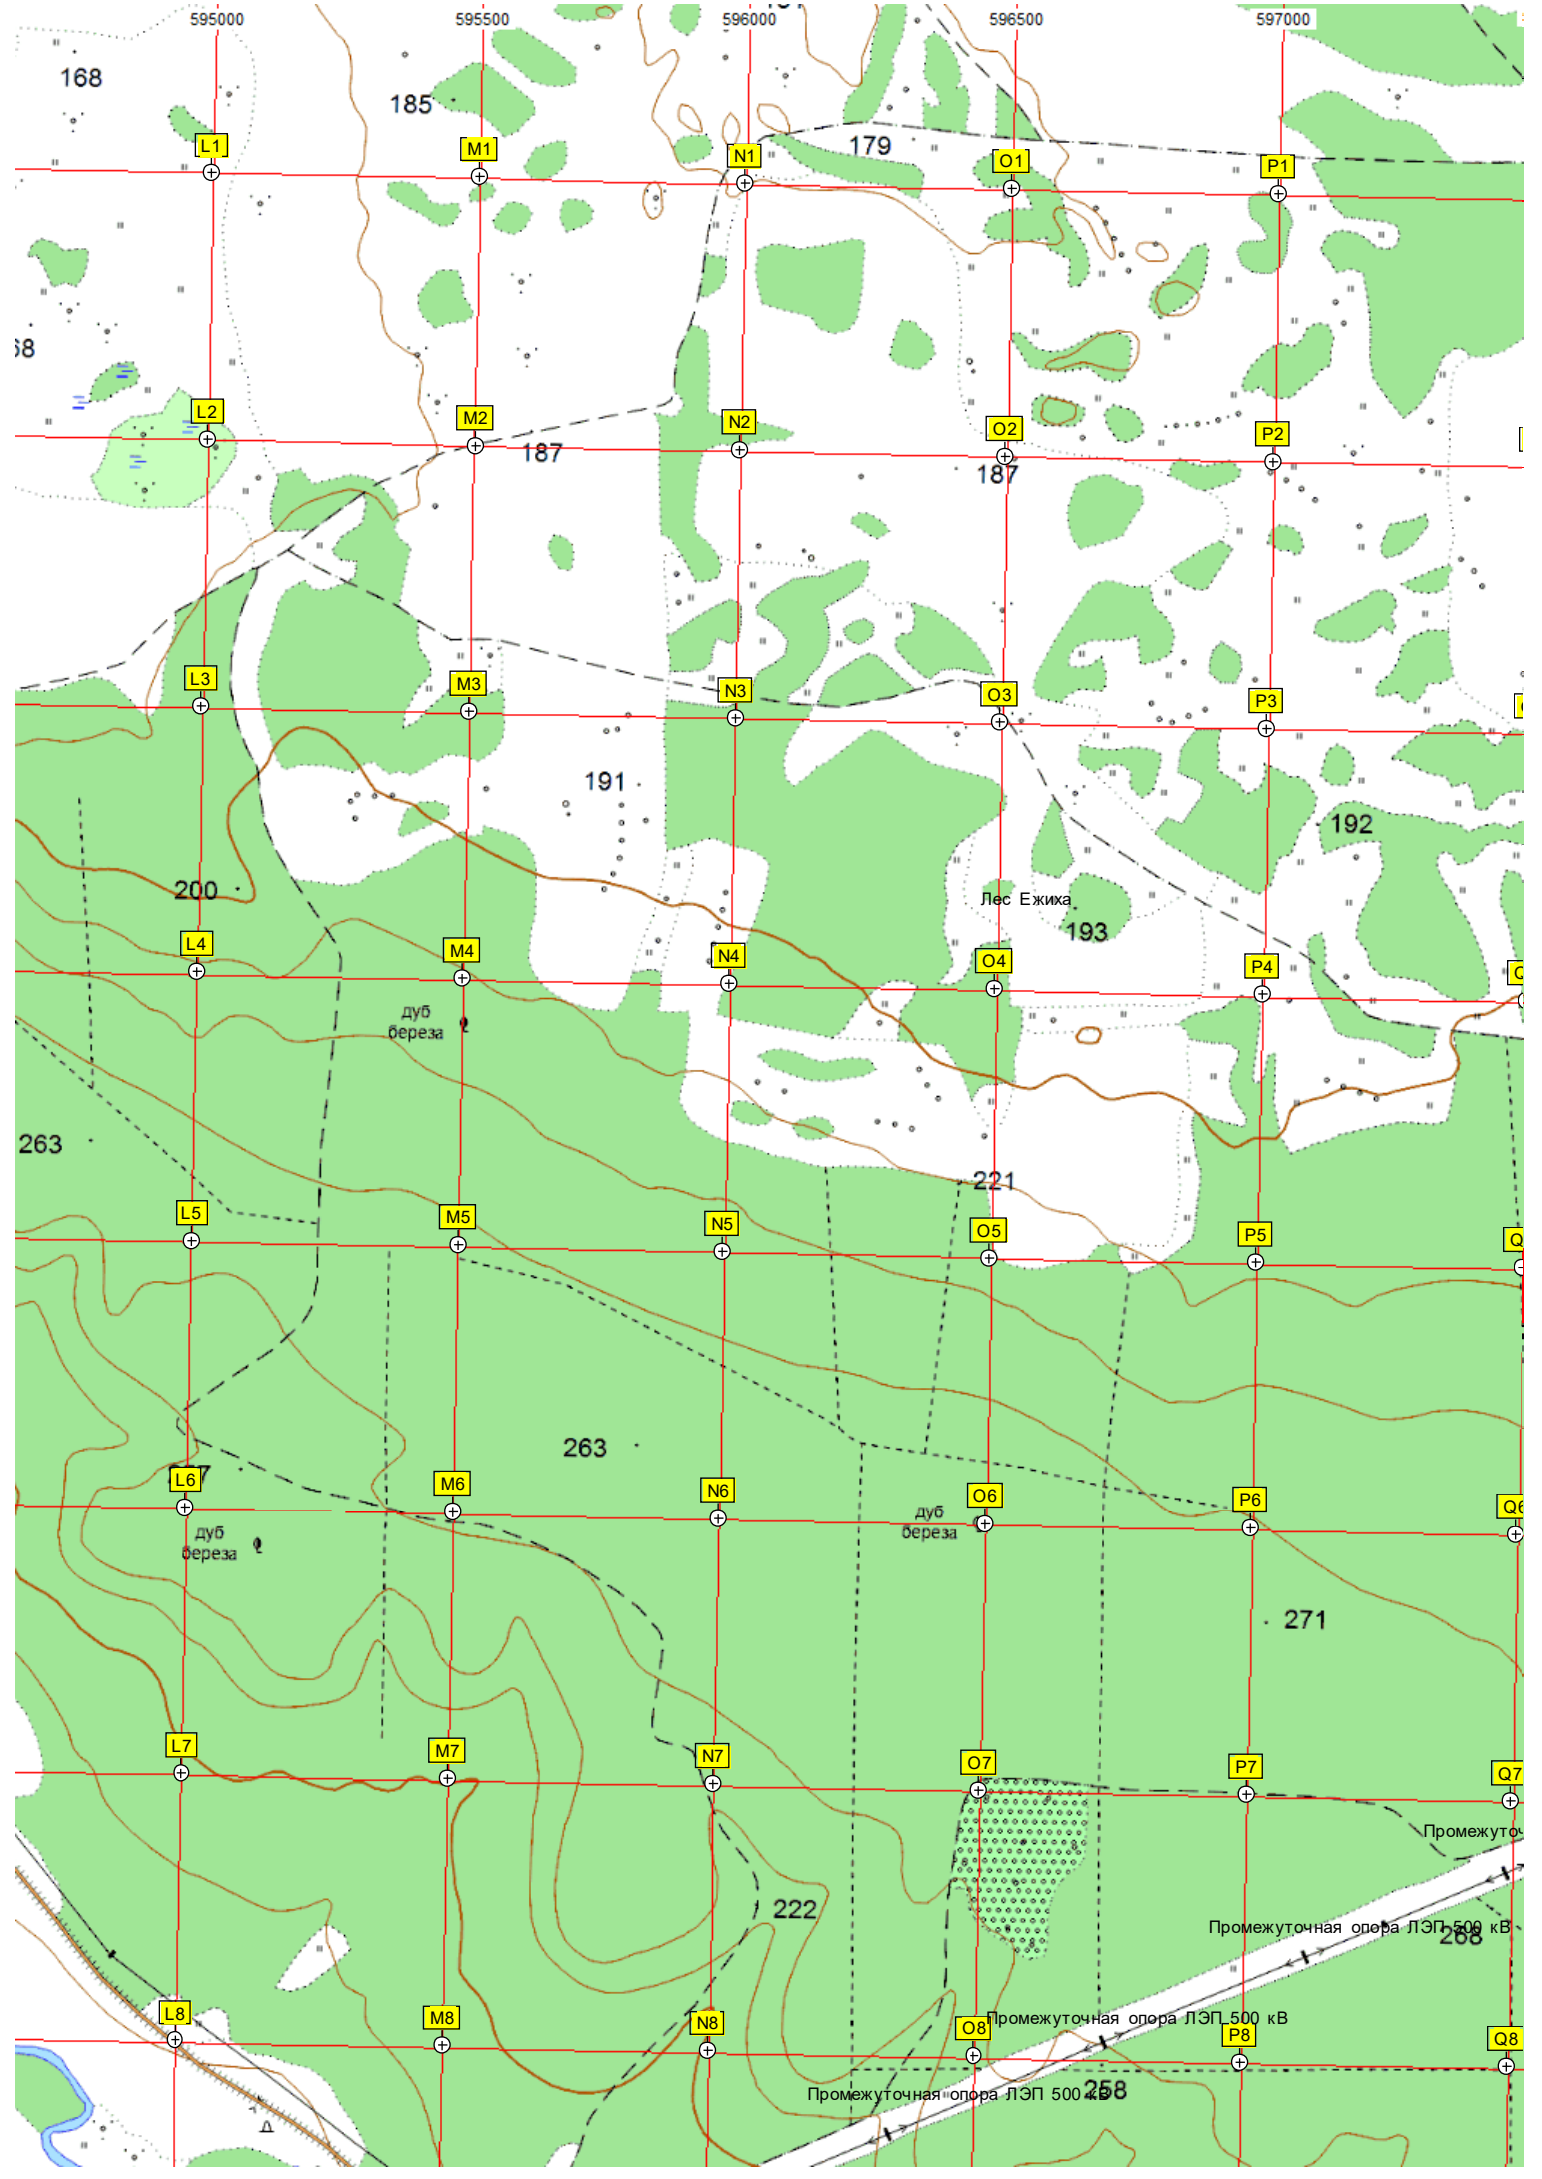 595000 595500 596000 596500 597000
168
185
179
L1 M1 N1 O1 P1
L2 M2 N2 O2 P2
187
187
L3 M3 N3 O3 P3
191
192
200
Лес Ежиха
193
L4 M4 N4 O4 P4
дуб
береза
263
221
L5 M5 N5 O5 P5
263
L6 M6 N6 O6 P6 Q6
дуб
береза
дуб
береза
271
L7 M7 N7 O7 P7 Q7
222
Промежуточная опора ЛЭП 500 кВ
268
Промежуточная опора ЛЭП 500 кВ
L8 M8 N8 O8 P8 Q8
Промежуточная опора ЛЭП 500 кВ
258